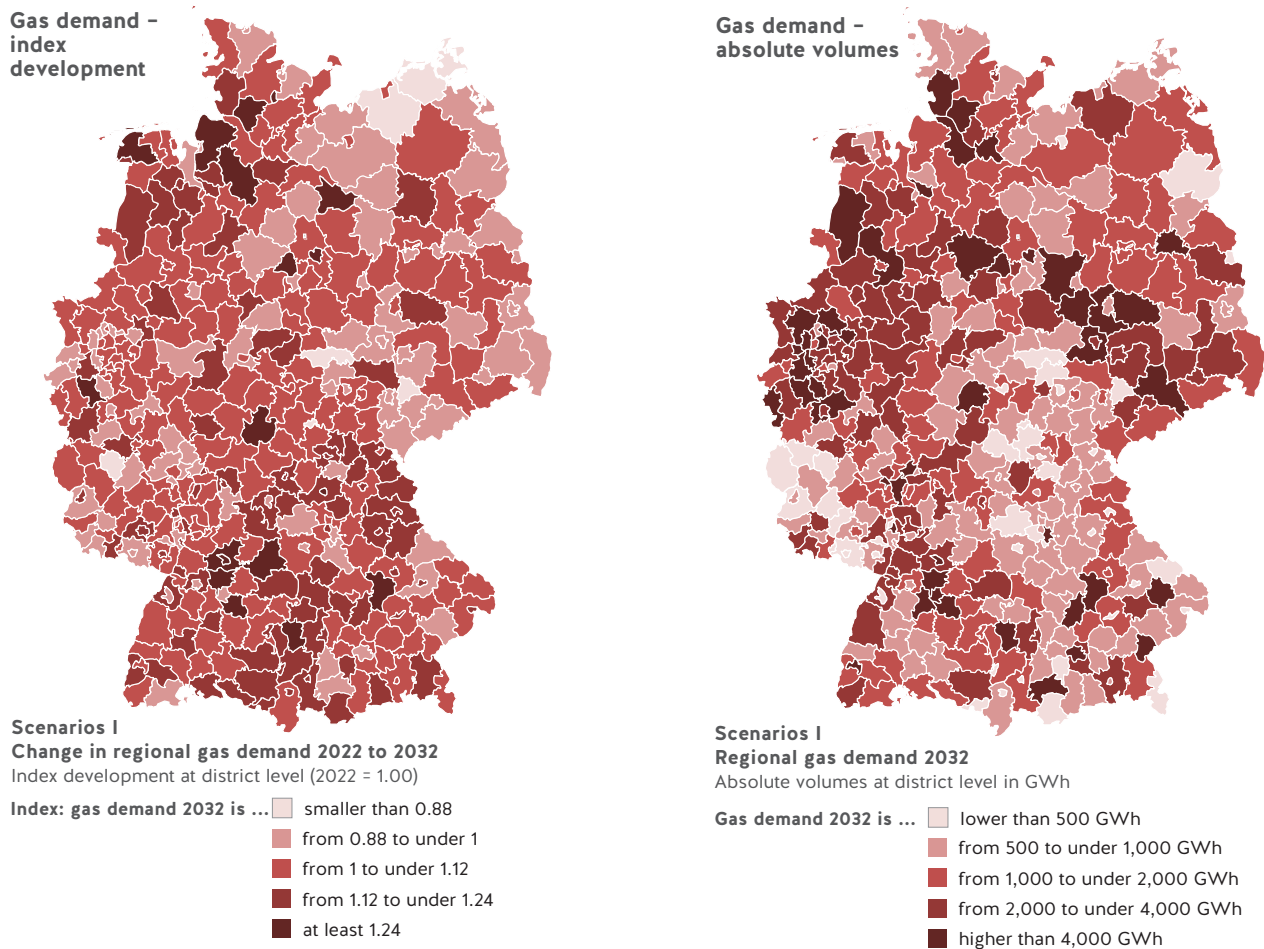 Gas demand –
index
development
Gas demand –
absolute volumes
Scenarios I
Change in regional gas demand 2022 to 2032
Index development at district level (2022 = 1.00)
Index: gas demand 2032 is ... smaller than 0.88
from 0.88 to under 1
from 1 to under 1.12
from 1.12 to under 1.24
at least 1.24
Scenarios I
Regional gas demand 2032
Absolute volumes at district level in GWh
Gas demand 2032 is ... lower than 500 GWh
from 500 to under 1,000 GWh
from 1,000 to under 2,000 GWh
from 2,000 to under 4,000 GWh
higher than 4,000 GWh